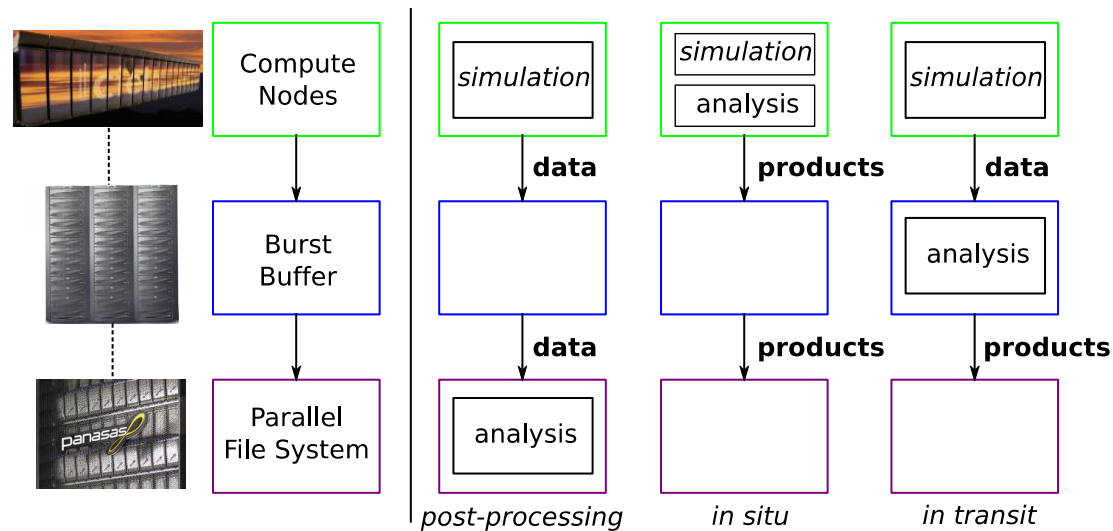 Compute
Nodes
simulation
simulation
analysis
simulation
data
products
data
Burst
Buffer
analysis
data
products
products
panasas
Parallel
File System
analysis
post-processing
in situ
in transit